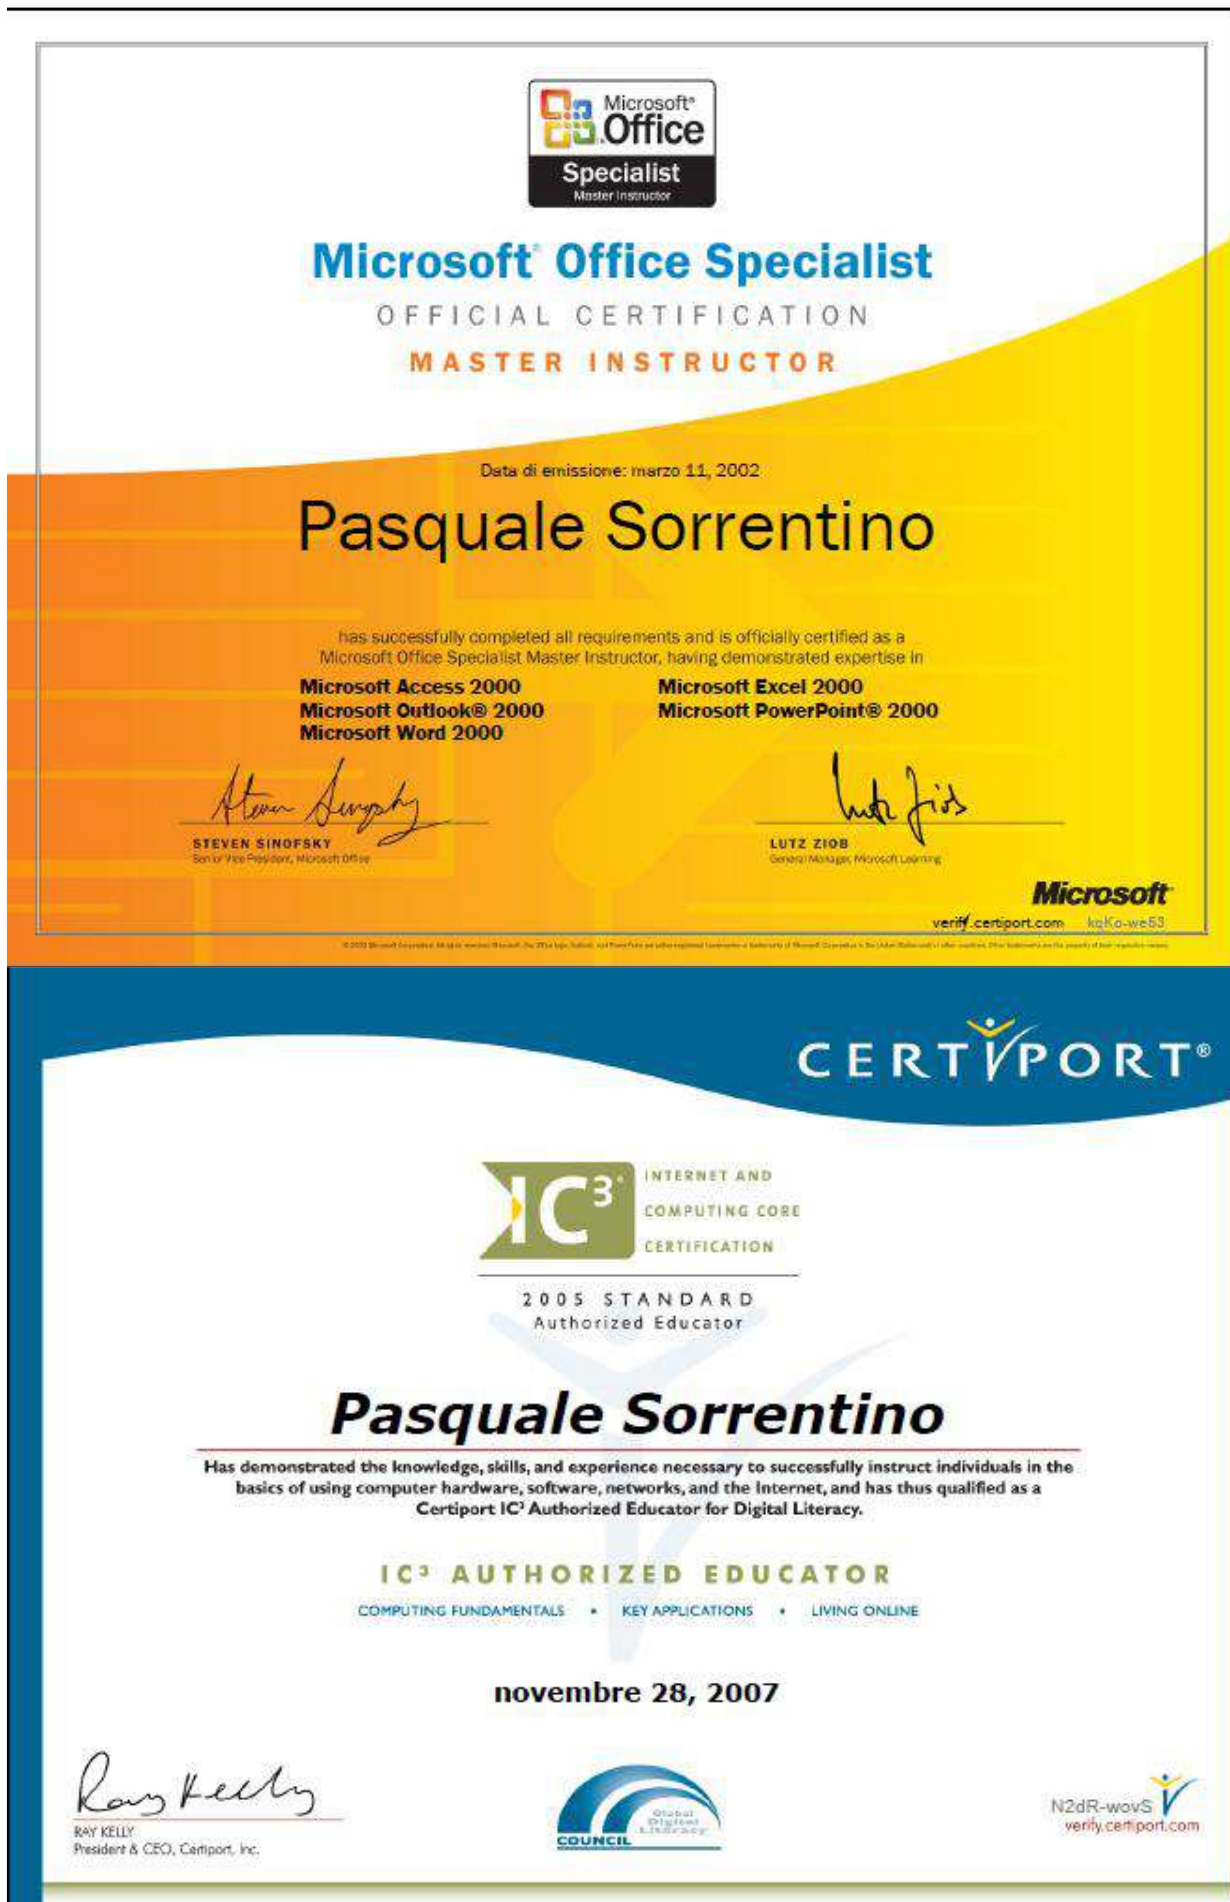 Microsoft®
Office
Specialist
Master Instructor
Microsoft® Office Specialist
OFFICIAL CERTIFICATION
MASTER INSTRUCTOR
Data di emissione: marzo 11, 2002
Pasquale Sorrentino
has successfully completed all requirements and is officially certified as a
Microsoft Office Specialist Master Instructor, having demonstrated expertise in
Microsoft Access 2000 Microsoft Excel 2000
Microsoft Outlook® 2000 Microsoft PowerPoint® 2000
Microsoft Word 2000
STEVEN SINOFSKY LUTZ ZIOB
Senior Vice President, Microsoft Office General Manager, Microsoft Learning
Microsoft
verify.certiport.com kqKo-we53
CERTIPORT®
IC³® INTERNET AND
COMPUTING CORE
CERTIFICATION
2005 STANDARD
Authorized Educator
Pasquale Sorrentino
Has demonstrated the knowledge, skills, and experience necessary to successfully instruct individuals in the
basics of using computer hardware, software, networks, and the Internet, and has thus qualified as a
Certiport IC³ Authorized Educator for Digital Literacy.
IC³ AUTHORIZED EDUCATOR
COMPUTING FUNDAMENTALS • KEY APPLICATIONS • LIVING ONLINE
novembre 28, 2007
Ray Kelly
RAY KELLY
President & CEO, Certiport, Inc.
Global
Digital
Literacy
COUNCIL
N2dR-wovS
verify.certiport.com